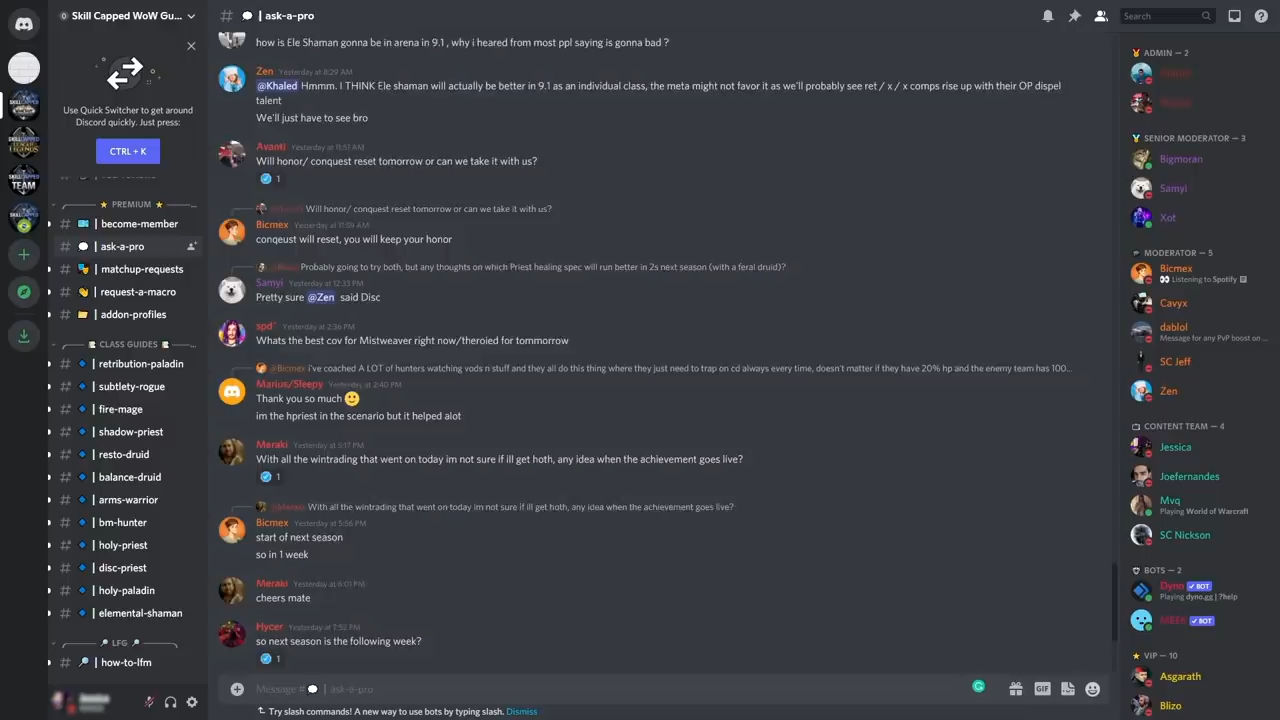 Skill Capped WoW Gu...
Use Quick Switcher to get around
Discord quickly. Just press:
CTRL + K
PREMIUM
become-member
ask-a-pro
matchup-requests
request-a-macro
addon-profiles
CLASS GUIDES
retribution-paladin
subtlety-rogue
fire-mage
shadow-priest
resto-druid
balance-druid
arms-warrior
bm-hunter
holy-priest
disc-priest
holy-paladin
elemental-shaman
LFG
how-to-lfm
# | ask-a-pro
Search
how is Ele Shaman gonna be in arena in 9.1 , why i heared from most ppl saying is gonna bad ?
Zen Yesterday at 8:29 AM
@Khaled Hmmm. I THINK Ele shaman will actually be better in 9.1 as an individual class, the meta might not favor it as we'll probably see ret / x / x comps rise up with their OP dispel
talent
We'll just have to see bro
Avanti Yesterday at 11:51 AM
Will honor/ conquest reset tomorrow or can we take it with us?
1
Will honor/ conquest reset tomorrow or can we take it with us?
Bicmex Yesterday at 11:59 AM
conqeust will reset, you will keep your honor
Probably going to try both, but any thoughts on which Priest healing spec will run better in 2s next season (with a feral druid)?
Samyi Yesterday at 12:33 PM
Pretty sure @Zen said Disc
spd Yesterday at 2:36 PM
Whats the best cov for Mistweaver right now/theroied for tommorrow
@Bicmex i've coached A LOT of hunters watching vods n stuff and they all do this thing where they just need to trap on cd always every time, doesn't matter if they have 20% hp and the enemy team has 100...
Marius/Sleepy Yesterday at 2:40 PM
Thank you so much 🙂
im the hpriest in the scenario but it helped alot
Meraki Yesterday at 5:17 PM
With all the wintrading that went on today im not sure if ill get hoth, any idea when the achievement goes live?
1
@Meraki With all the wintrading that went on today im not sure if ill get hoth, any idea when the achievement goes live?
Bicmex Yesterday at 5:56 PM
start of next season
so in 1 week
Meraki Yesterday at 6:01 PM
cheers mate
Hycer Yesterday at 7:52 PM
so next season is the following week?
1
Message # | ask-a-pro
GIF
Try slash commands! A new way to use bots by typing slash. Dismiss
ADMIN — 2
SENIOR MODERATOR — 3
Bigmoran
Samyi
Xot
MODERATOR — 5
Bicmex
Listening to Spotify
Cavyx
dablol
Message for any PvP boost on ...
SC Jeff
Zen
CONTENT TEAM — 4
Jessica
Joefernandes
Mvq
Playing World of Warcraft
SC Nickson
BOTS — 2
Dyno BOT
Playing dyno.gg | ?help
MEE6 BOT
VIP — 10
Asgarath
Blizo